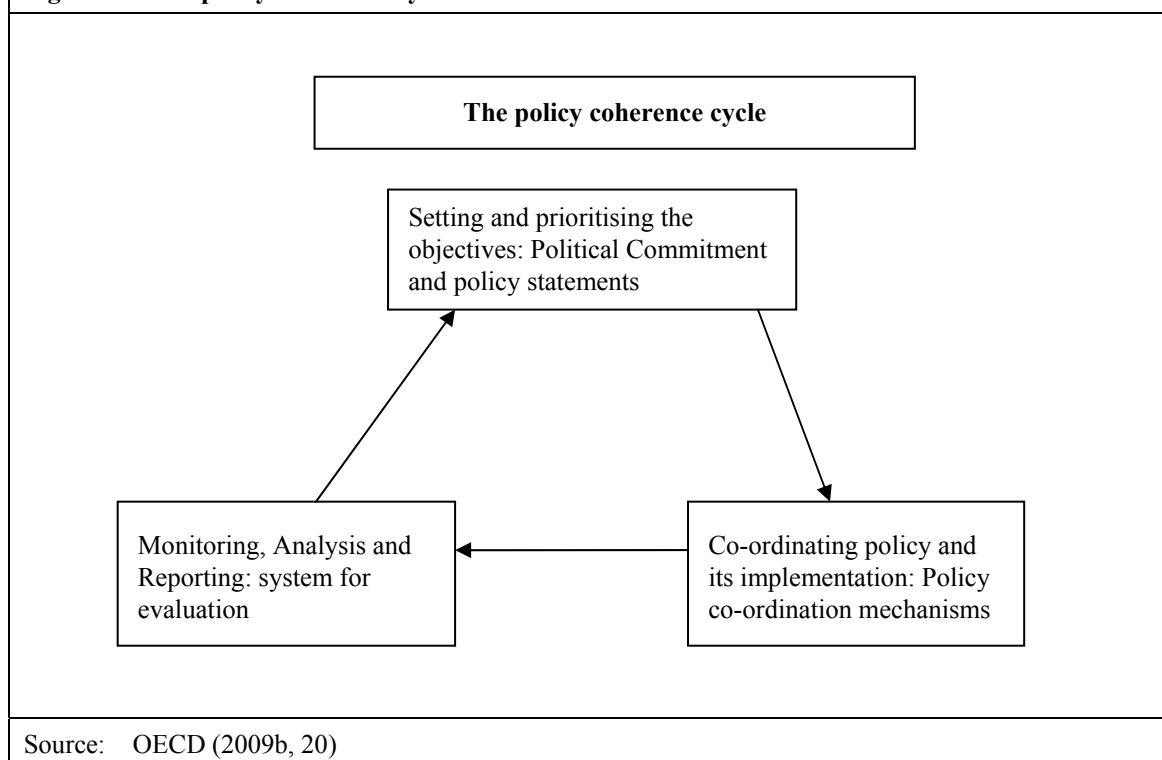 The policy coherence cycle
Setting and prioritising the
objectives: Political Commitment
and policy statements
Monitoring, Analysis and
Reporting: system for
evaluation
Co-ordinating policy and
its implementation: Policy
co-ordination mechanisms
Source: OECD (2009b, 20)